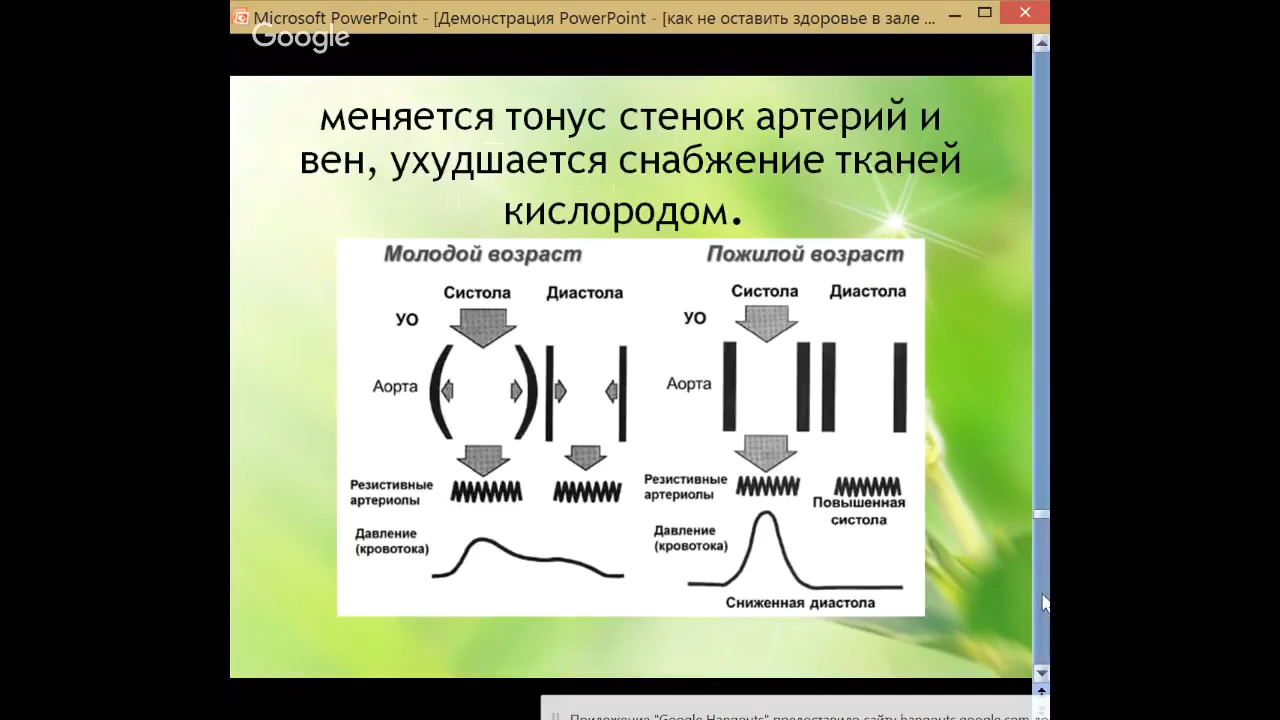 Microsoft PowerPoint - [Демонстрация PowerPoint - [как не оставить здоровье в зале ...
Google
меняется тонус стенок артерий и
вен, ухудшается снабжение тканей
кислородом.
Молодой возраст
Систола Диастола
УО
Аорта
Резистивные
артериолы
Давление
(кровотока)
Пожилой возраст
Систола Диастола
УО
Аорта
Резистивные
артериолы
Повышенная
систола
Давление
(кровотока)
Сниженная диастола
Приложение "Google Hangouts" предоставило сайту hangouts.google.com до